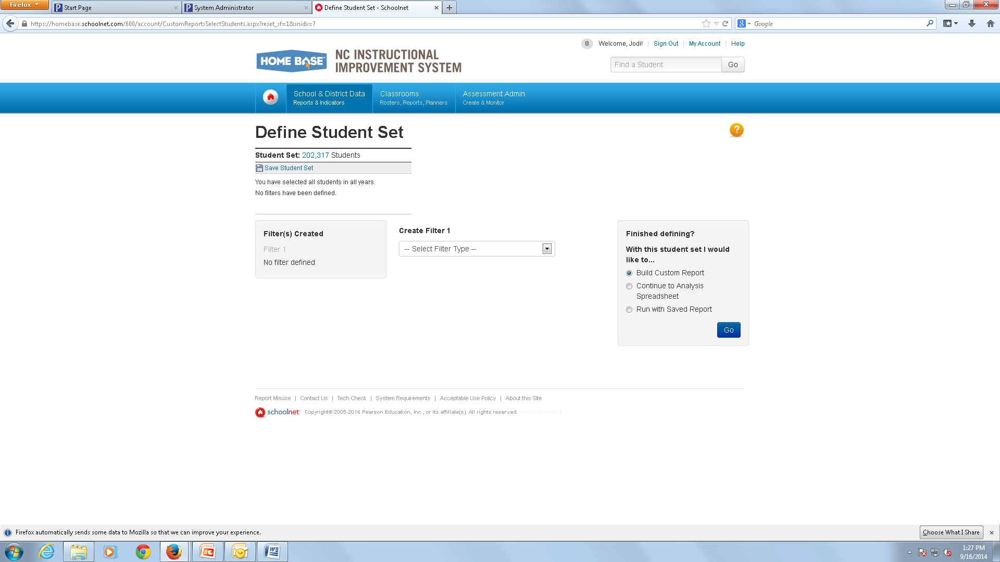 Firefox
Start Page
System Administrator
Define Student Set - Schoolnet
https://homebase.schoolnet.com/600/account/CustomReportsSelectStudents.aspx?reset_sf=1&snidx=7
Google
0 Welcome, Jodi! | Sign Out | My Account | Help
HOME BASE
NC INSTRUCTIONAL
IMPROVEMENT SYSTEM
Find a Student
Go
School & District Data
Reports & Indicators
Classrooms
Rosters, Reports, Planners
Assessment Admin
Create & Monitor
Define Student Set
?
Student Set: 202,317 Students
Save Student Set
You have selected all students in all years.
No filters have been defined.
Filter(s) Created
Filter 1
No filter defined
Create Filter 1
-- Select Filter Type --
Finished defining?
With this student set I would
like to...
Build Custom Report
Continue to Analysis
Spreadsheet
Run with Saved Report
Go
Report Misuse | Contact Us | Tech Check | System Requirements | Acceptable Use Policy | About this Site
schoolnet Copyright© 2005-2014 Pearson Education, Inc., or its affiliate(s). All rights reserved.
Firefox automatically sends some data to Mozilla so that we can improve your experience.
Choose What I Share
1:27 PM
9/16/2014